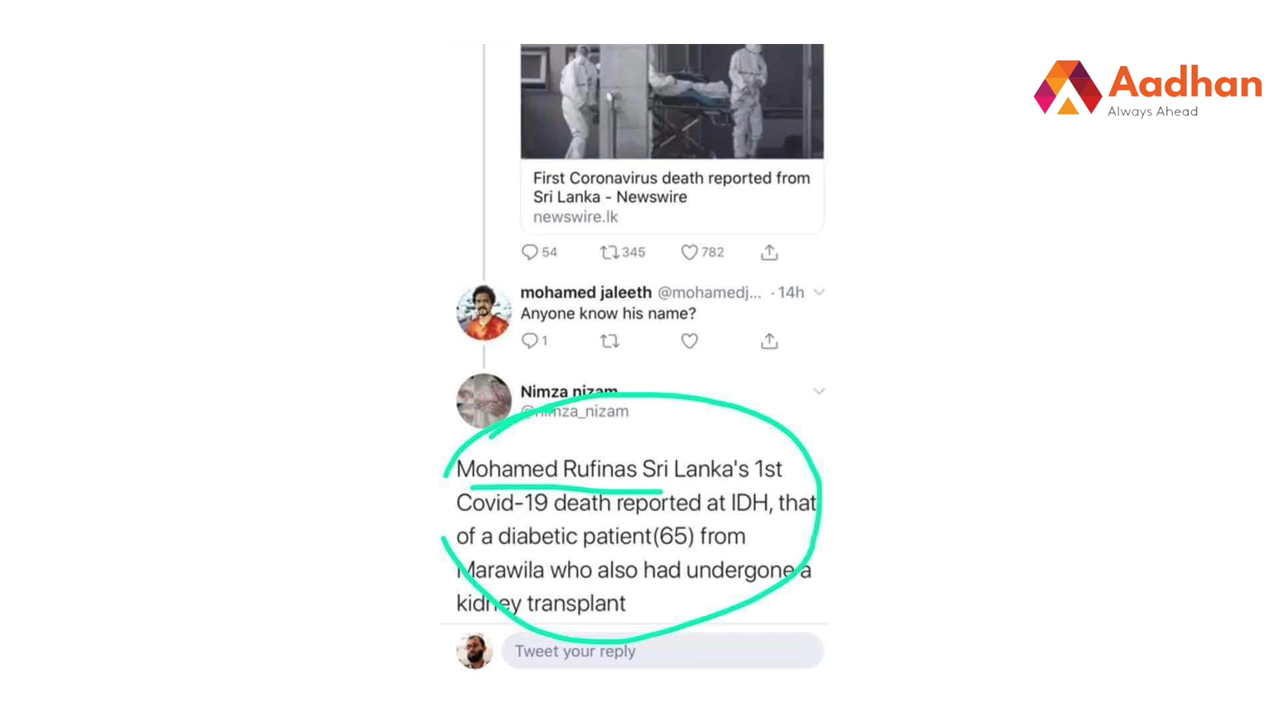 Aadhan
Always Ahead
First Coronavirus death reported from
Sri Lanka - Newswire
newswire.lk
54 345 782
mohamed jaleeth @mohamedj... · 14h
Anyone know his name?
1
Nimza nizam
@nimza_nizam
Mohamed Rufinas Sri Lanka's 1st
Covid-19 death reported at IDH, that
of a diabetic patient(65) from
Marawila who also had undergone a
kidney transplant
Tweet your reply